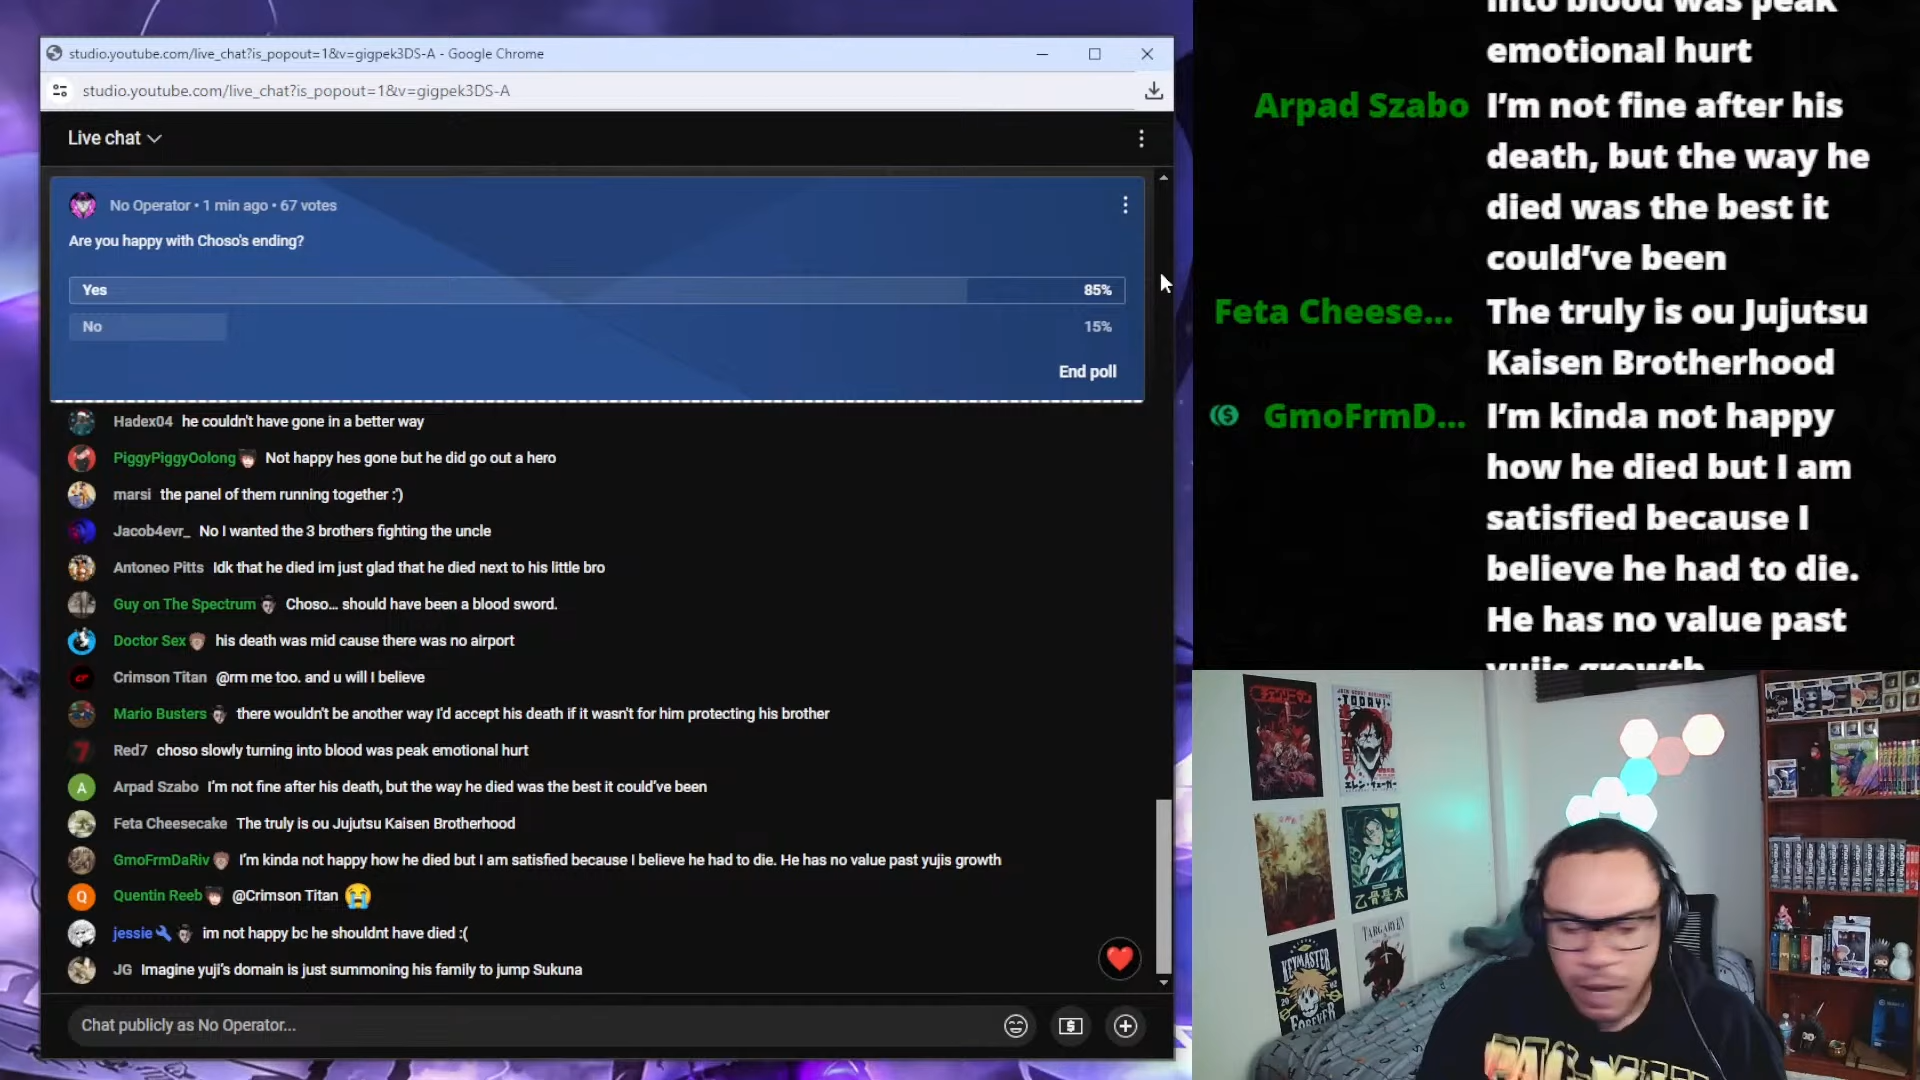 studio.youtube.com/live_chat?is_popout=1&v=gigpek3DS-A - Google Chrome
studio.youtube.com/live_chat?is_popout=1&v=gigpek3DS-A
Live chat
No Operator • 1 min ago • 67 votes
Are you happy with Choso's ending?
Yes 85%
No 15%
End poll
Hadex04 he couldn't have gone in a better way
PiggyPiggyOolong Not happy hes gone but he did go out a hero
marsi the panel of them running together :')
Jacob4evr_ No I wanted the 3 brothers fighting the uncle
Antoneo Pitts Idk that he died im just glad that he died next to his little bro
Guy on The Spectrum Choso... should have been a blood sword.
Doctor Sex his death was mid cause there was no airport
Crimson Titan @rm me too. and u will I believe
Mario Busters there wouldn't be another way I'd accept his death if it wasn't for him protecting his brother
Red7 choso slowly turning into blood was peak emotional hurt
A Arpad Szabo I'm not fine after his death, but the way he died was the best it could've been
Feta Cheesecake The truly is ou Jujutsu Kaisen Brotherhood
GmoFrmDaRiv I'm kinda not happy how he died but I am satisfied because I believe he had to die. He has no value past yujis growth
Q Quentin Reeb @Crimson Titan
jessie im not happy bc he shouldnt have died :(
JG Imagine yuji's domain is just summoning his family to jump Sukuna
Chat publicly as No Operator...
into blood was peak
emotional hurt
Arpad Szabo I'm not fine after his
death, but the way he
died was the best it
could've been
Feta Cheese... The truly is ou Jujutsu
Kaisen Brotherhood
GmoFrmD... I'm kinda not happy
how he died but I am
satisfied because I
believe he had to die.
He has no value past
yujis growth
TODAY!
乙骨憂太
KEYMASTER
FOREVER
TARGARYEN